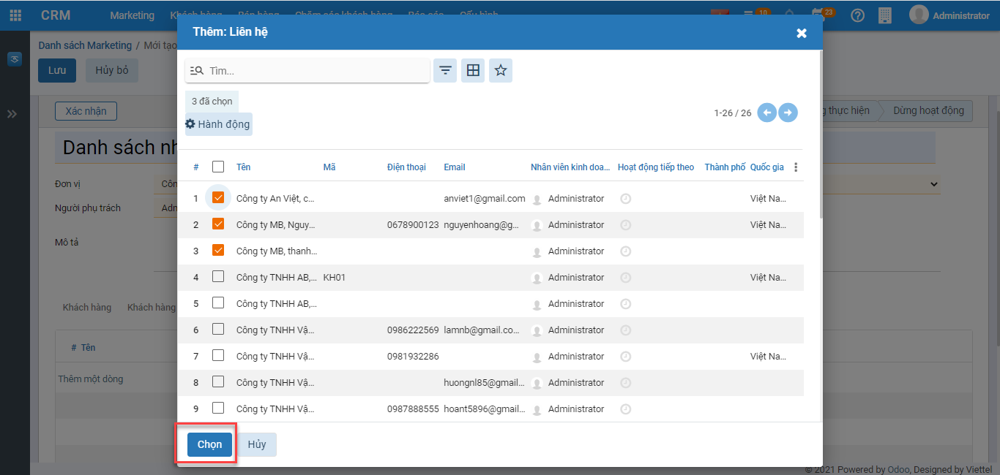 CRM Marketing Khách hàng Bán hàng Chăm sóc khách hàng Báo cáo Cấu hình 10 23 Administrator
Danh sách Marketing / Mới tạo
Lưu Hủy bỏ
Xác nhận
thực hiện Dừng hoạt động
Danh sách
Đơn vị
Người phụ trách
Mô tả
Khách hàng Khách hàng
# Tên
Thêm một dòng
Thêm: Liên hệ
Tìm...
3 đã chọn
Hành động
1-26 / 26
# Tên Mã Điện thoại Email Nhân viên kinh doa... Hoạt động tiếp theo Thành phố Quốc gia
1 Công ty An Việt, c... anviet1@gmail.com Administrator Việt Na...
2 Công ty MB, Nguy... 0678900123 nguyenhoang@g... Administrator Việt Na...
3 Công ty MB, thanh... Administrator
4 Công ty TNHH AB,... KH01 Administrator Việt Na...
5 Công ty TNHH AB,... Administrator
6 Công ty TNHH Vậ... 0986222569 lamnb@gmail.co... Administrator
7 Công ty TNHH Vậ... 0981932286 Administrator Việt Na...
8 Công ty TNHH Vậ... huongnl85@gmail... Administrator
9 Công ty TNHH Vậ... 0987888555 hoant5896@gmail... Administrator
Chọn Hủy
© 2021 Powered by Odoo, Designed by Viettel